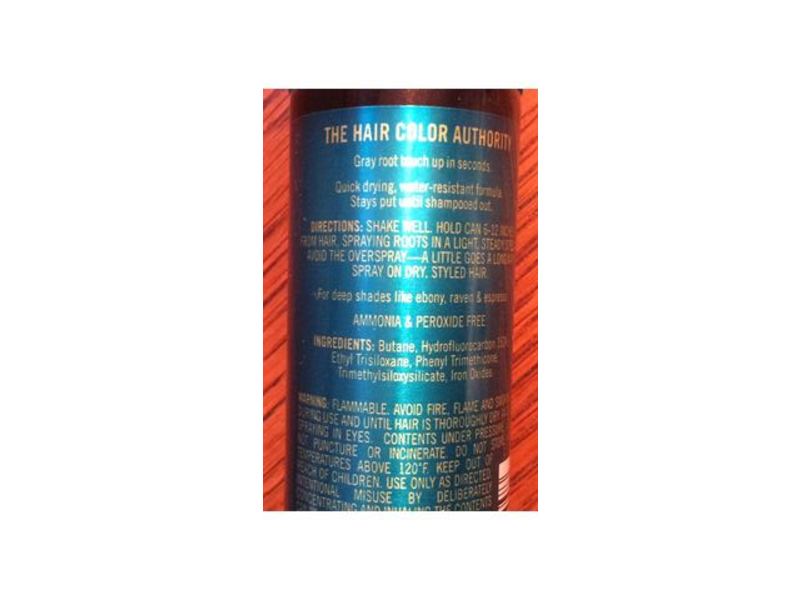 THE HAIR COLOR AUTHORITY
Gray root touch up in seconds.
Quick drying, water-resistant formula.
Stays put until shampooed out.
DIRECTIONS: SHAKE WELL. HOLD CAN 6-12 INCHES
FROM HAIR, SPRAYING ROOTS IN A LIGHT, STEADY
AVOID THE OVERSPRAY—A LITTLE GOES A LONG
SPRAY ON DRY, STYLED HAIR.
For deep shades like ebony, raven & espresso
AMMONIA & PEROXIDE FREE
INGREDIENTS: Butane, Hydrofluorocarbon
Ethyl Trisiloxane, Phenyl Trimethicone,
Trimethylsiloxysilicate, Iron Oxides
WARNING: FLAMMABLE. AVOID FIRE, FLAME AND
DURING USE AND UNTIL HAIR IS THOROUGHLY DRY.
SPRAYING IN EYES. CONTENTS UNDER PRESSURE
NOT PUNCTURE OR INCINERATE DO NOT
TEMPERATURES ABOVE 120°F. KEEP OUT OF
REACH OF CHILDREN. USE ONLY AS DIRECTED
INTENTIONAL MISUSE BY DELIBERATELY
CONCENTRATING AND INHALING THE CONTENTS